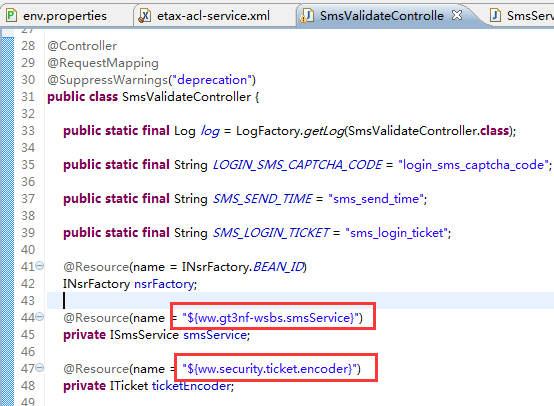 env.properties etax-acl-service.xml SmsValidateControlle SmsServ
27
28 @Controller
29 @RequestMapping
30 @SuppressWarnings("deprecation")
31 public class SmsValidateController {
32
33 public static final Log log = LogFactory.getLog(SmsValidateController.class);
34
35 public static final String LOGIN_SMS_CAPTCHA_CODE = "login_sms_captcha_code";
36
37 public static final String SMS_SEND_TIME = "sms_send_time";
38
39 public static final String SMS_LOGIN_TICKET = "sms_login_ticket";
40
41 @Resource(name = INsrFactory.BEAN_ID)
42 INsrFactory nsrFactory;
43
44 @Resource(name = "${ww.gt3nf-wsbs.smsService}")
45 private ISmsService smsService;
46
47 @Resource(name = "${ww.security.ticket.encoder}")
48 private ITicket ticketEncoder;